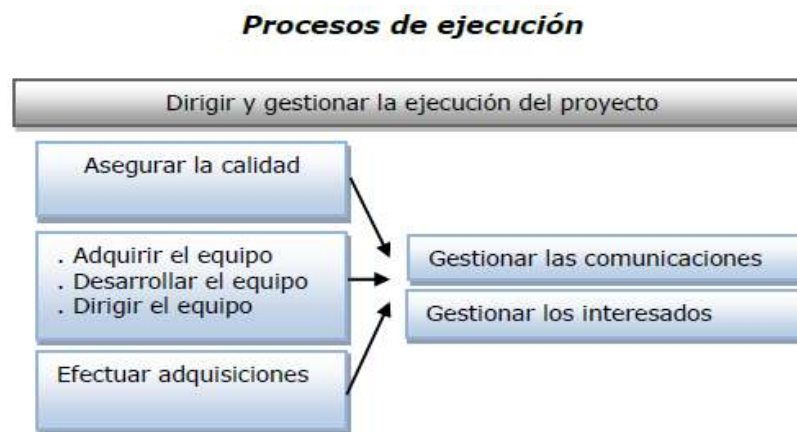 Procesos de ejecución
Dirigir y gestionar la ejecución del proyecto
Asegurar la calidad
. Adquirir el equipo
. Desarrollar el equipo
. Dirigir el equipo
Efectuar adquisiciones
Gestionar las comunicaciones
Gestionar los interesados